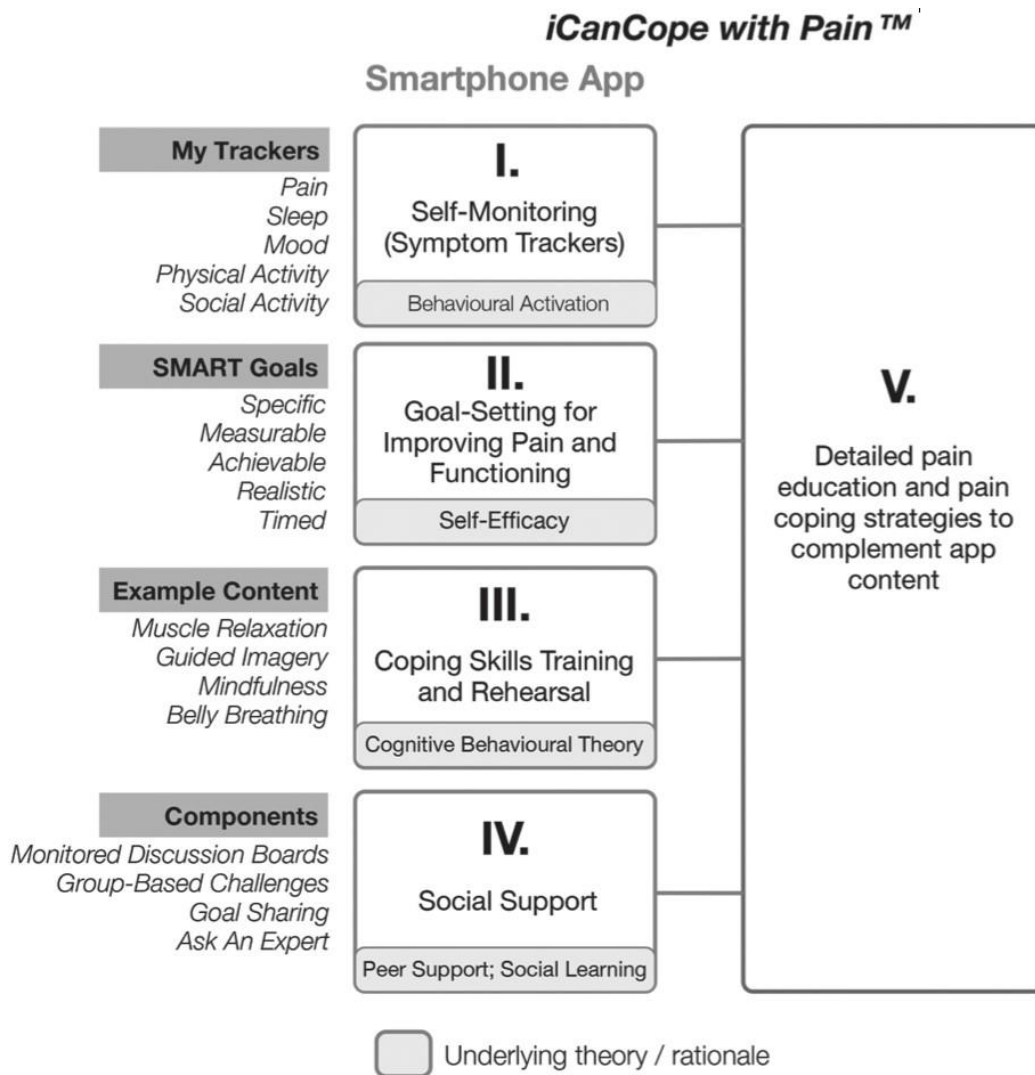 iCanCope with Pain™
Smartphone App
My Trackers
Pain
Sleep
Mood
Physical Activity
Social Activity
I.
Self-Monitoring
(Symptom Trackers)
Behavioural Activation
SMART Goals
Specific
Measurable
Achievable
Realistic
Timed
II.
Goal-Setting for
Improving Pain and
Functioning
Self-Efficacy
Example Content
Muscle Relaxation
Guided Imagery
Mindfulness
Belly Breathing
III.
Coping Skills Training
and Rehearsal
Cognitive Behavioural Theory
Components
Monitored Discussion Boards
Group-Based Challenges
Goal Sharing
Ask An Expert
IV.
Social Support
Peer Support; Social Learning
V.
Detailed pain
education and pain
coping strategies to
complement app
content
Underlying theory / rationale